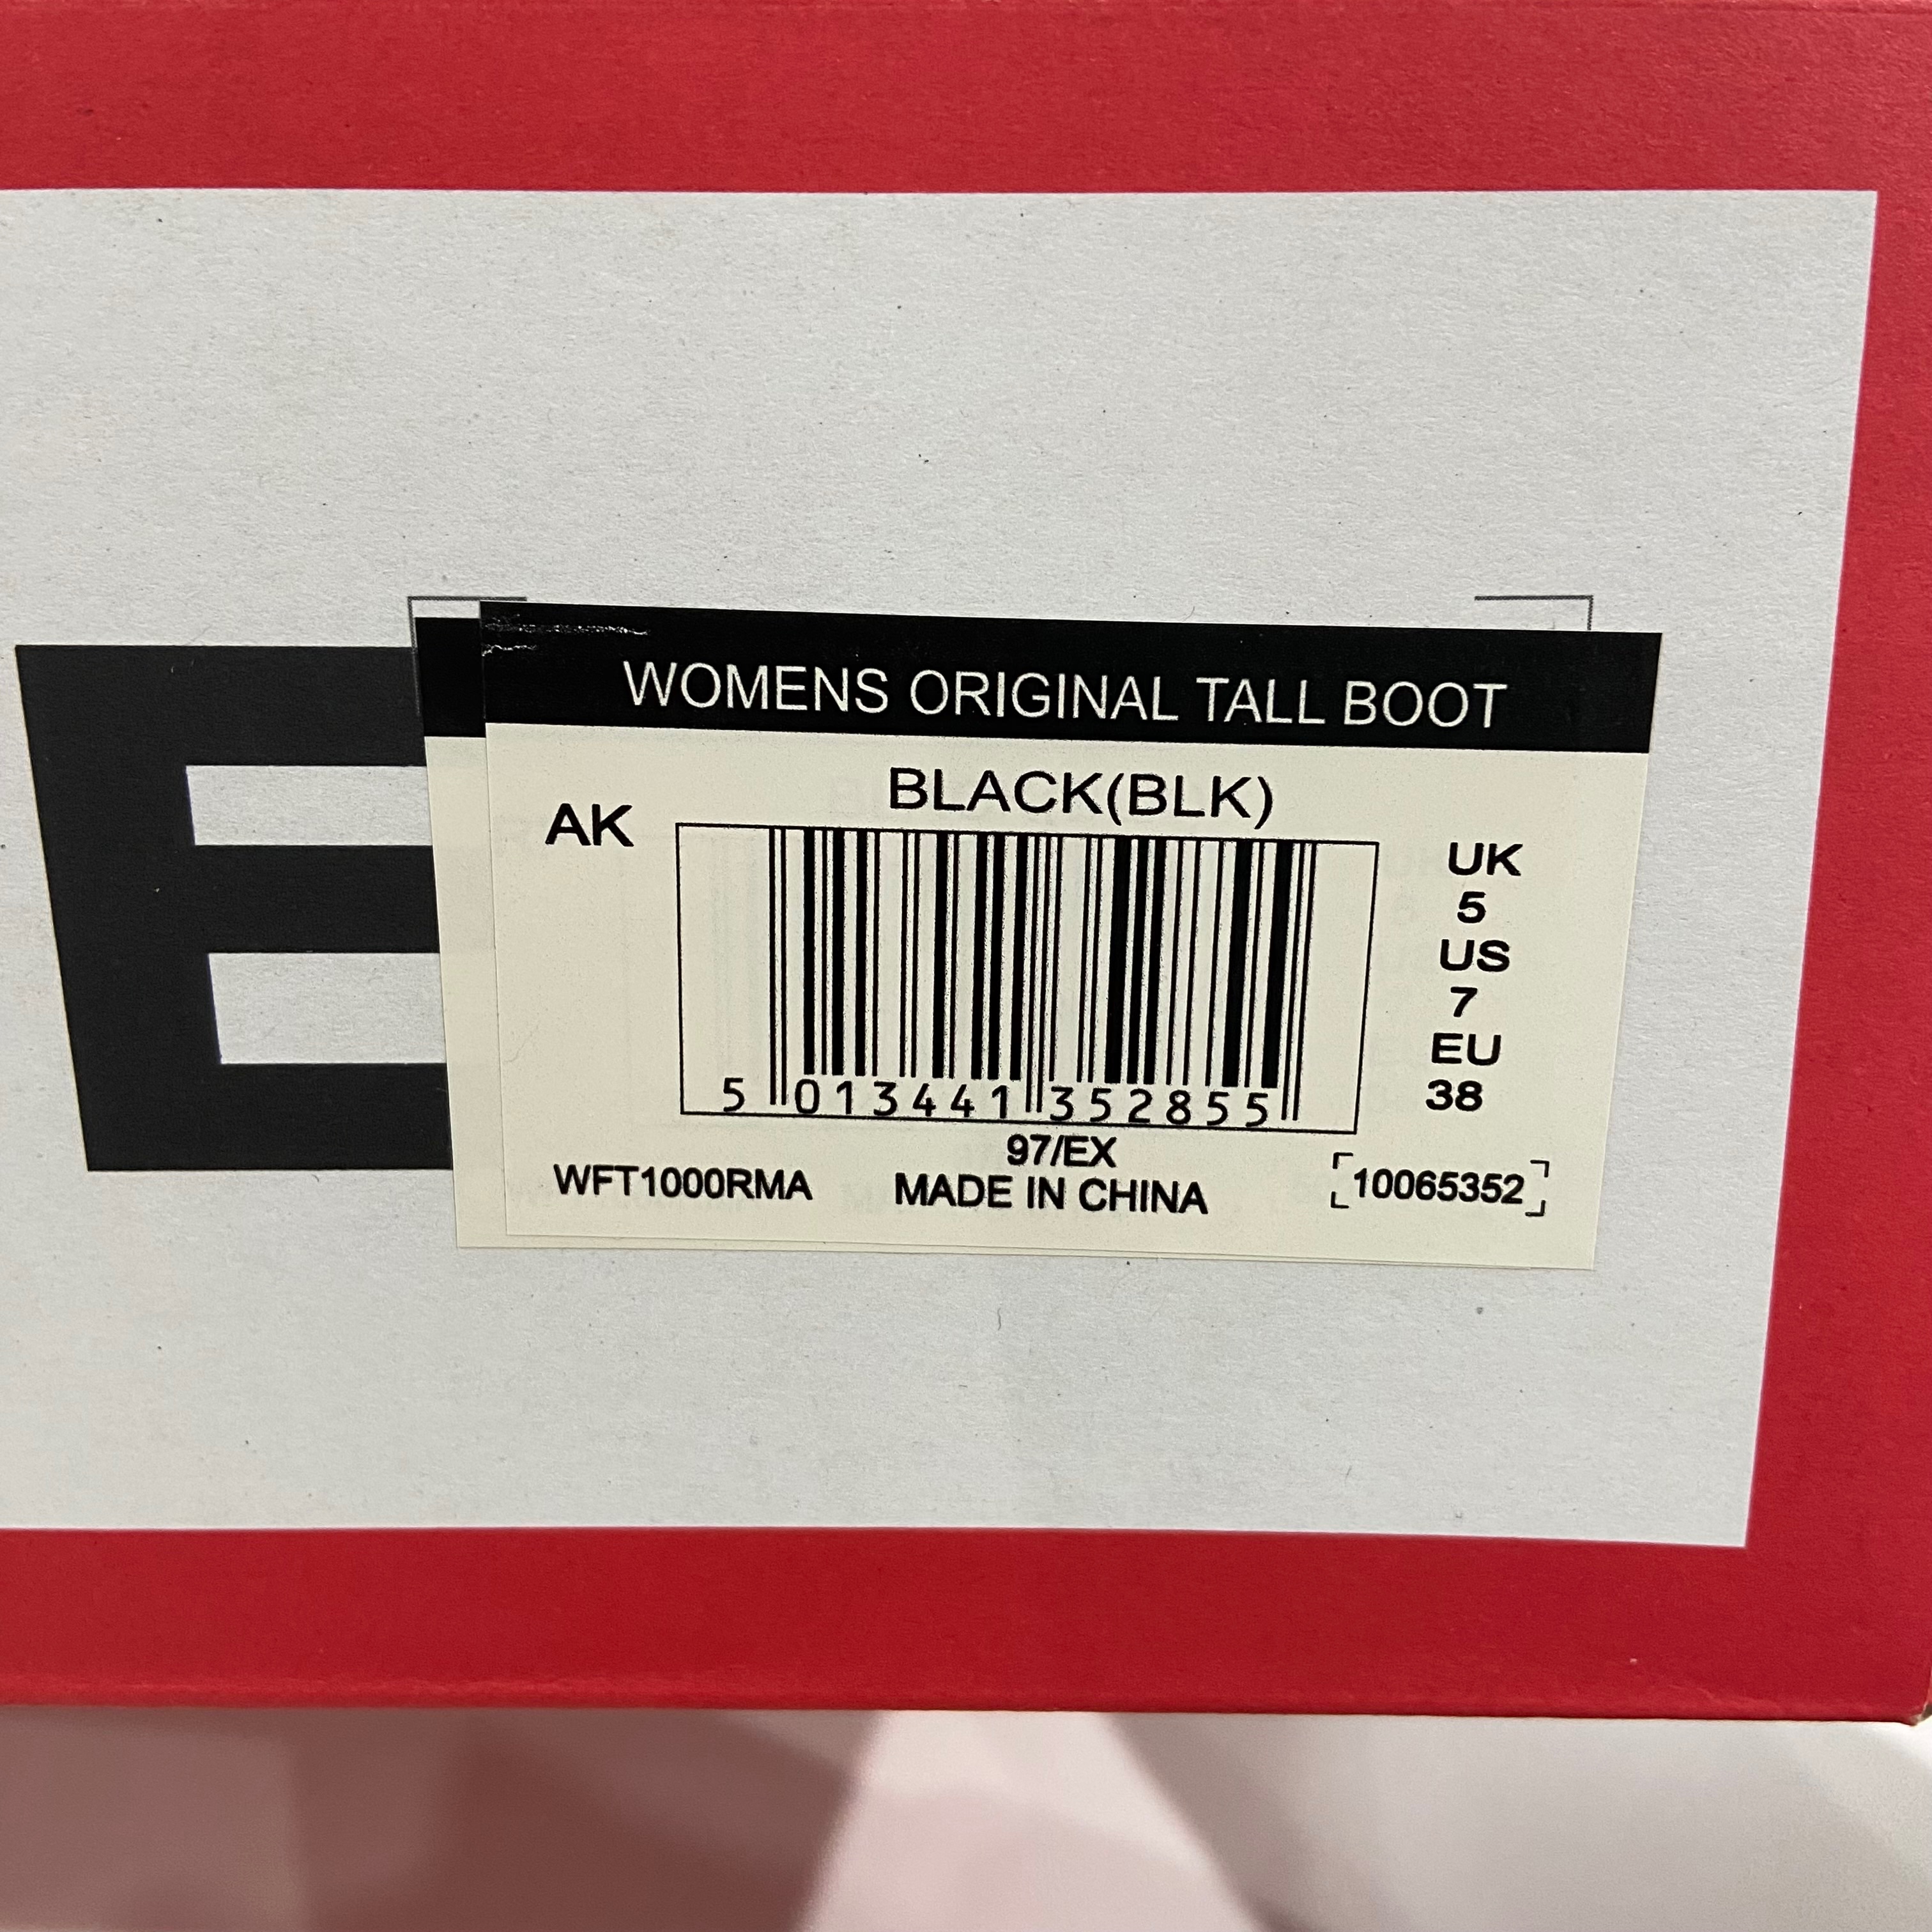 E
WOMENS ORIGINAL TALL BOOT
BLACK(BLK)
AK
UK
5
US
7
EU
38
5 013441 352855
97/EX
WFT1000RMA MADE IN CHINA 10065352